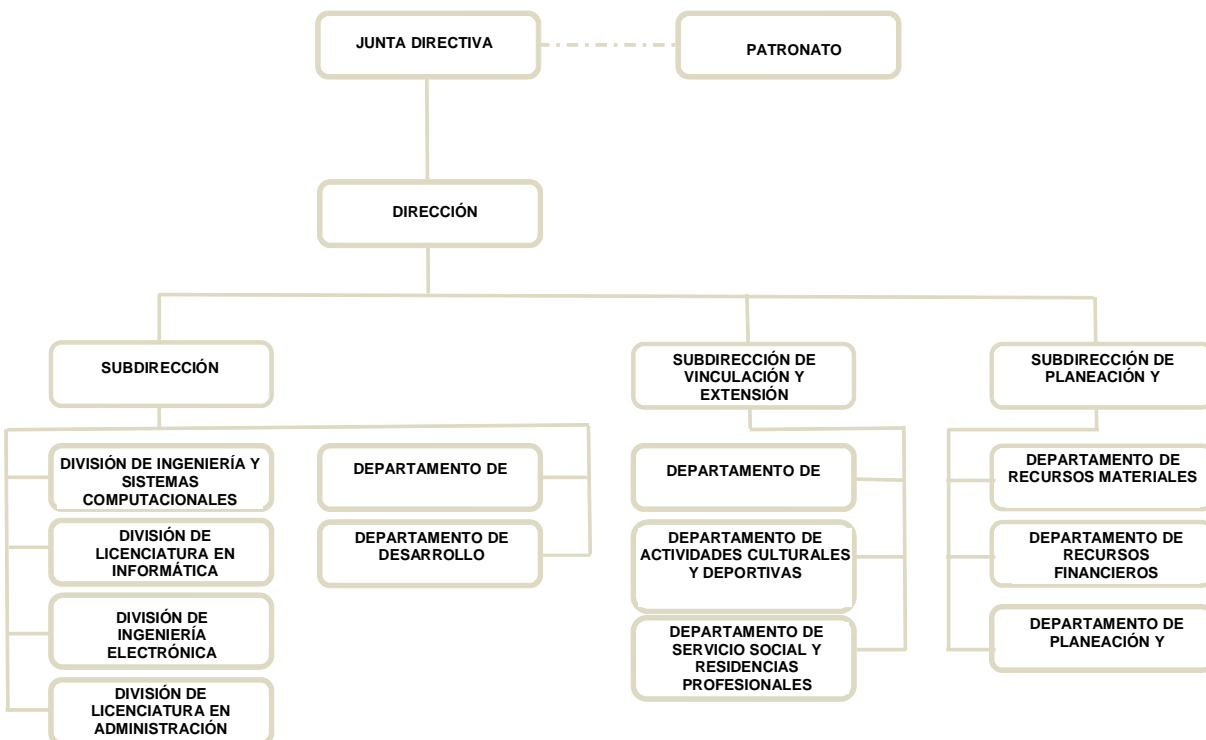 JUNTA DIRECTIVA
PATRONATO
DIRECCIÓN
SUBDIRECCIÓN
SUBDIRECCIÓN DE
VINCULACIÓN Y
EXTENSIÓN
SUBDIRECCIÓN DE
PLANEACIÓN Y
DIVISIÓN DE INGENIERÍA Y
SISTEMAS
COMPUTACIONALES
DIVISIÓN DE
LICENCIATURA EN
INFORMÁTICA
DIVISIÓN DE
INGENIERÍA
ELECTRÓNICA
DIVISIÓN DE
LICENCIATURA EN
ADMINISTRACIÓN
DEPARTAMENTO DE
DEPARTAMENTO DE
DESARROLLO
DEPARTAMENTO DE
DEPARTAMENTO DE
ACTIVIDADES CULTURALES
Y DEPORTIVAS
DEPARTAMENTO DE
SERVICIO SOCIAL Y
RESIDENCIAS
PROFESIONALES
DEPARTAMENTO DE
RECURSOS MATERIALES
DEPARTAMENTO DE
RECURSOS
FINANCIEROS
DEPARTAMENTO DE
PLANEACIÓN Y